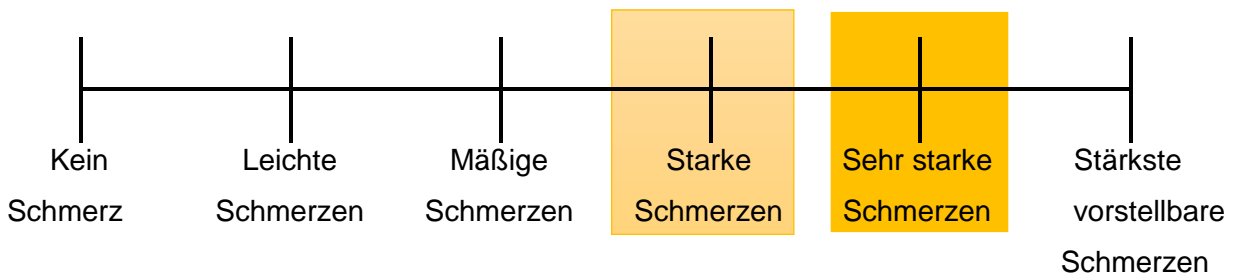 Kein
Schmerz
Leichte
Schmerzen
Mäßige
Schmerzen
Starke
Schmerzen
Sehr starke
Schmerzen
Stärkste
vorstellbare
Schmerzen